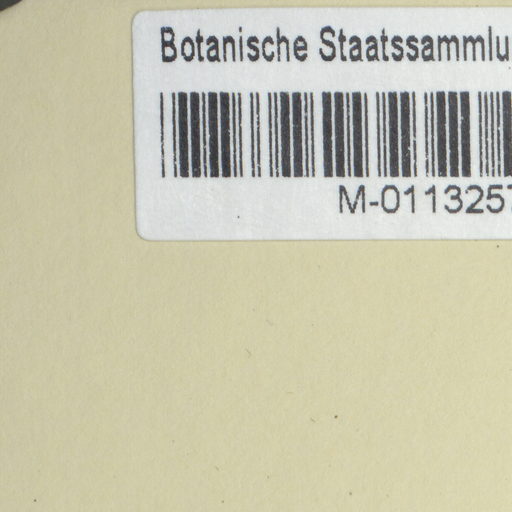 Botanische Staatssammlu
M-0113257